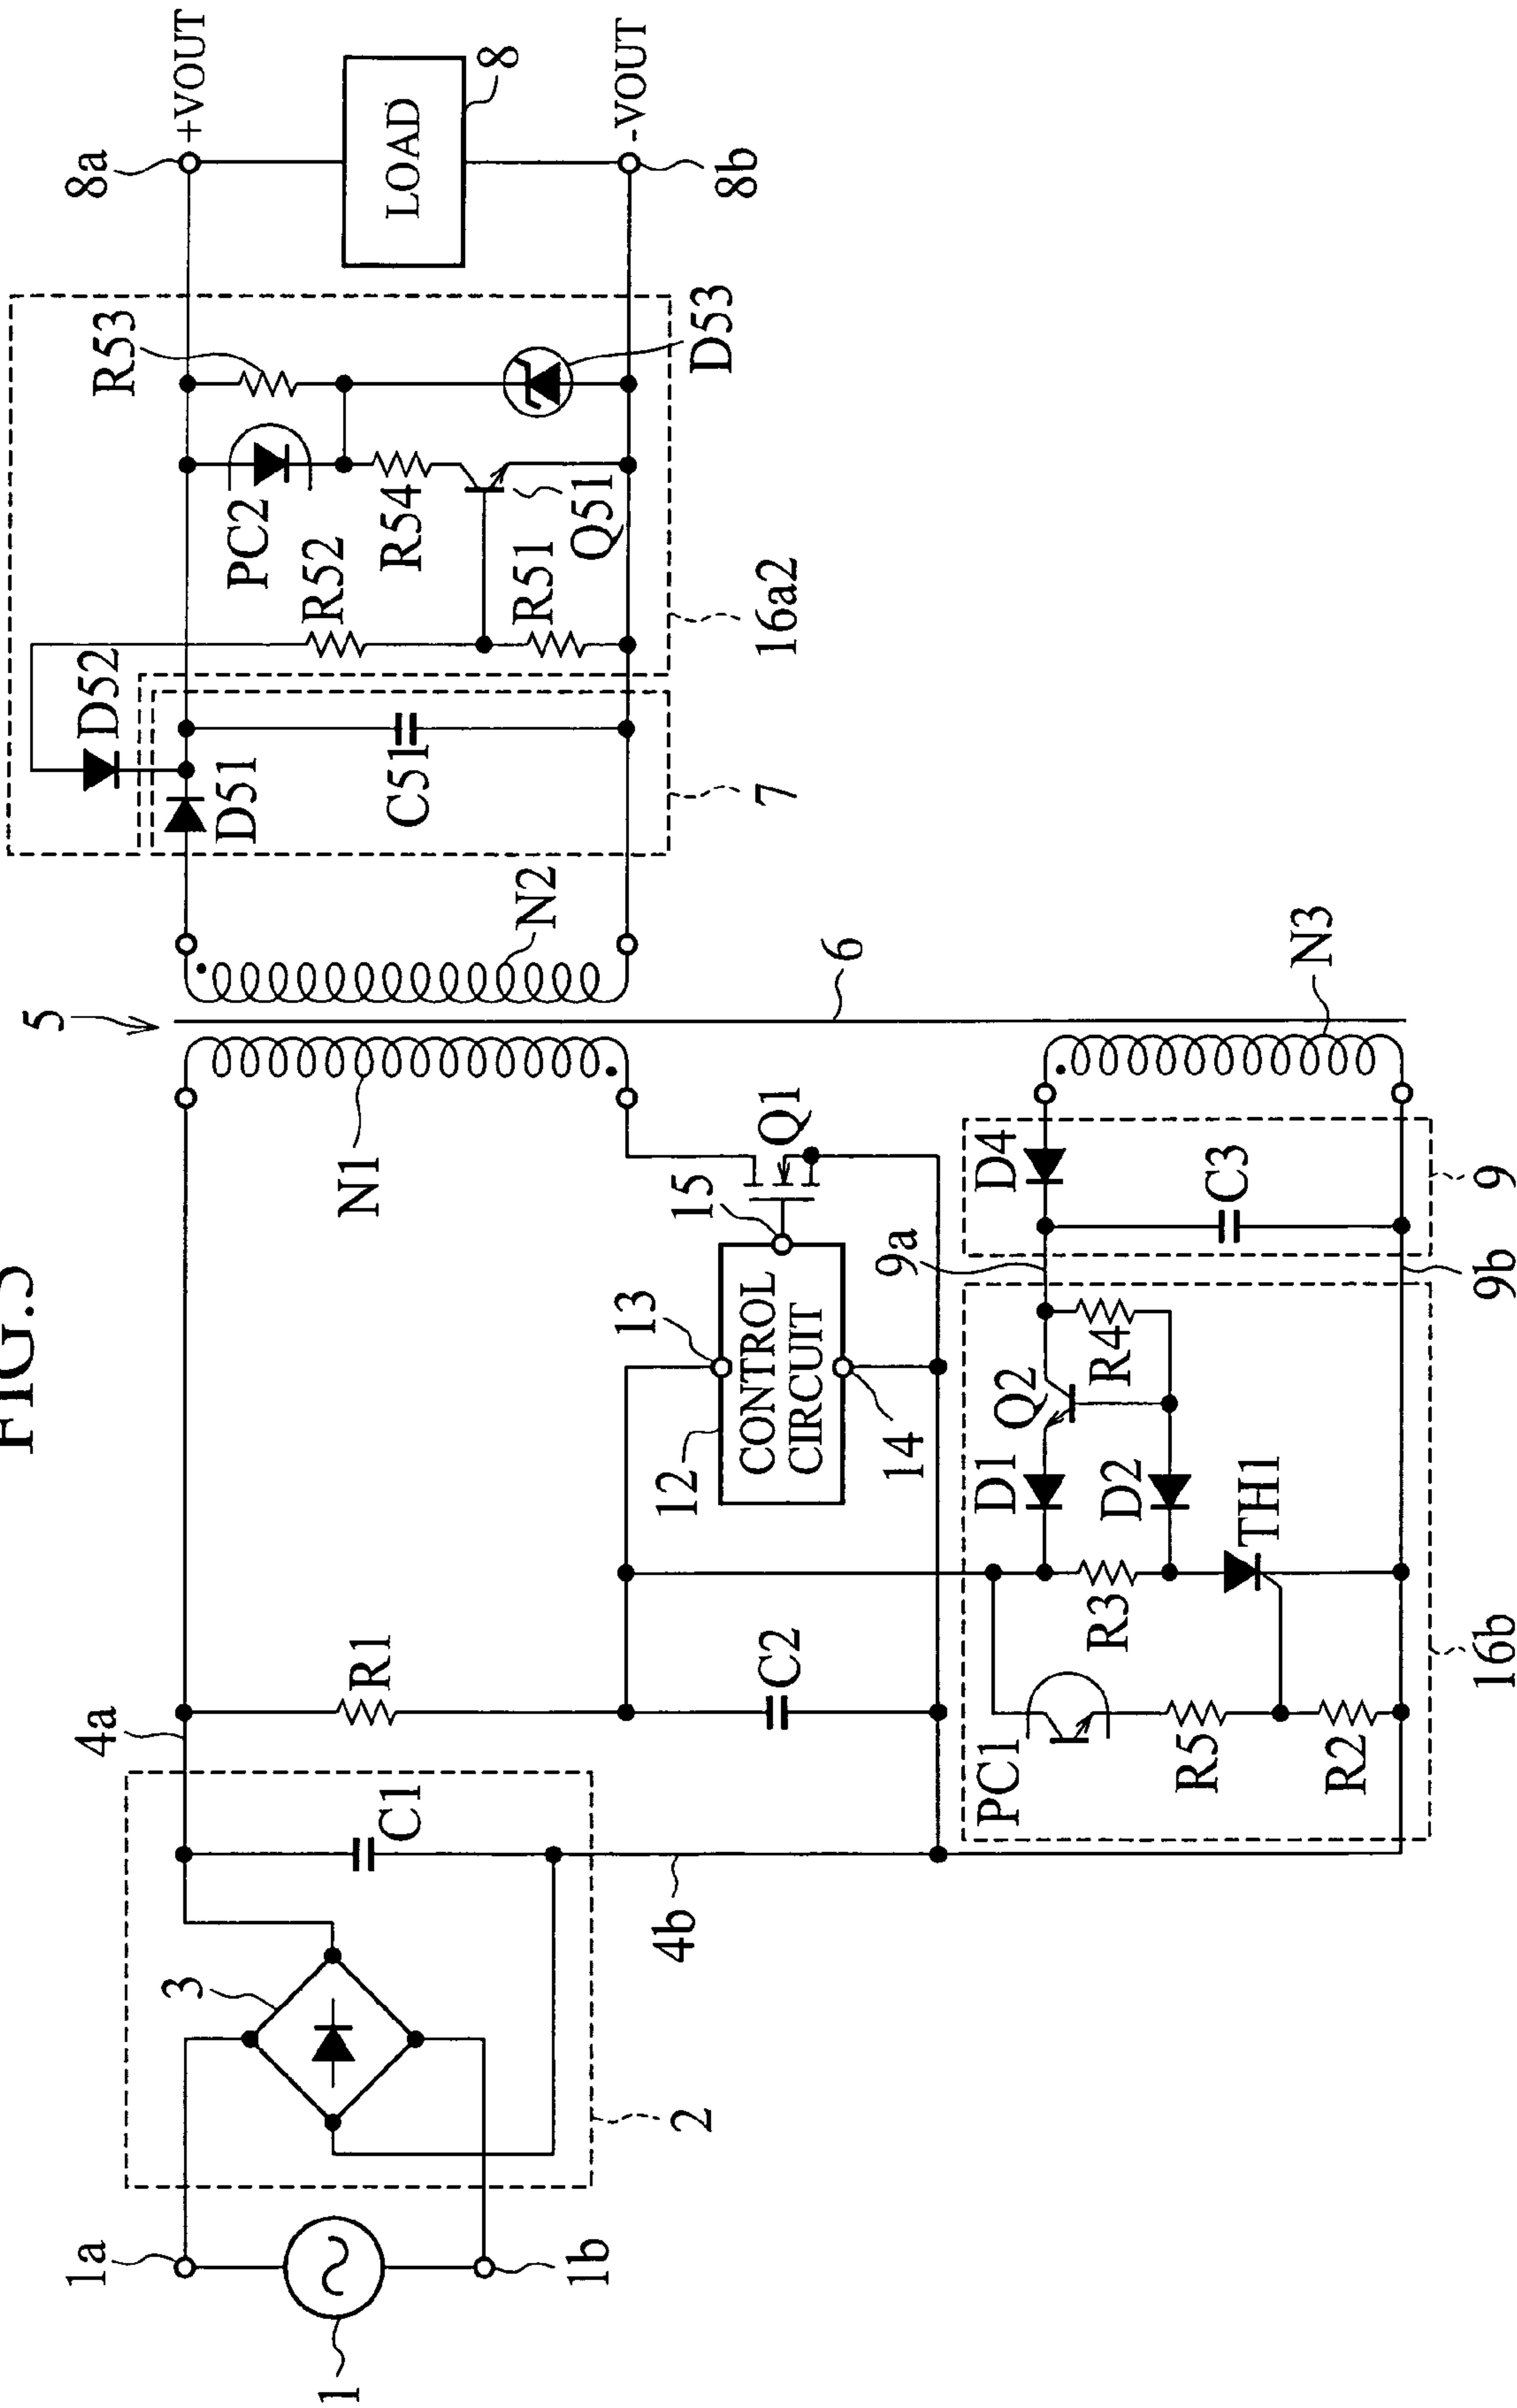 FIG.5
1
1a
1b
2
3
C1
4a
4b
R1
C2
5
N1
N2
6
N3
12
CONTROL
CIRCUIT
13
14
15
Q1
7
D51
C51
D52
R52
R51
PC2
R54
Q51
R53
D53
16a2
8a
+VOUT
LOAD
8
-VOUT
8b
PC1
R5
R2
R3
D1
D2
TH1
Q2
R4
16b
9a
9b
D4
C3
9